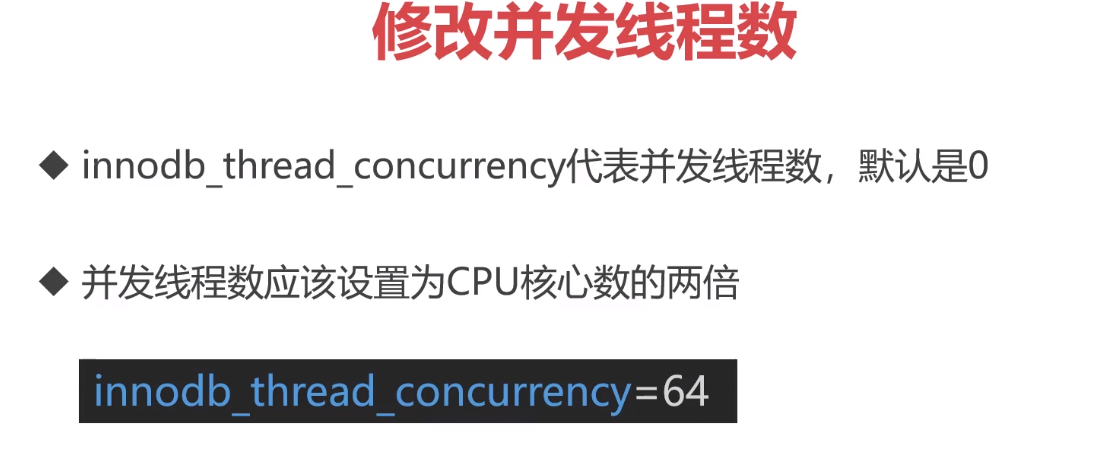 修改并发线程数
◆ innodb_thread_concurrency代表并发线程数，默认是0
◆ 并发线程数应该设置为CPU核心数的两倍
innodb_thread_concurrency=64